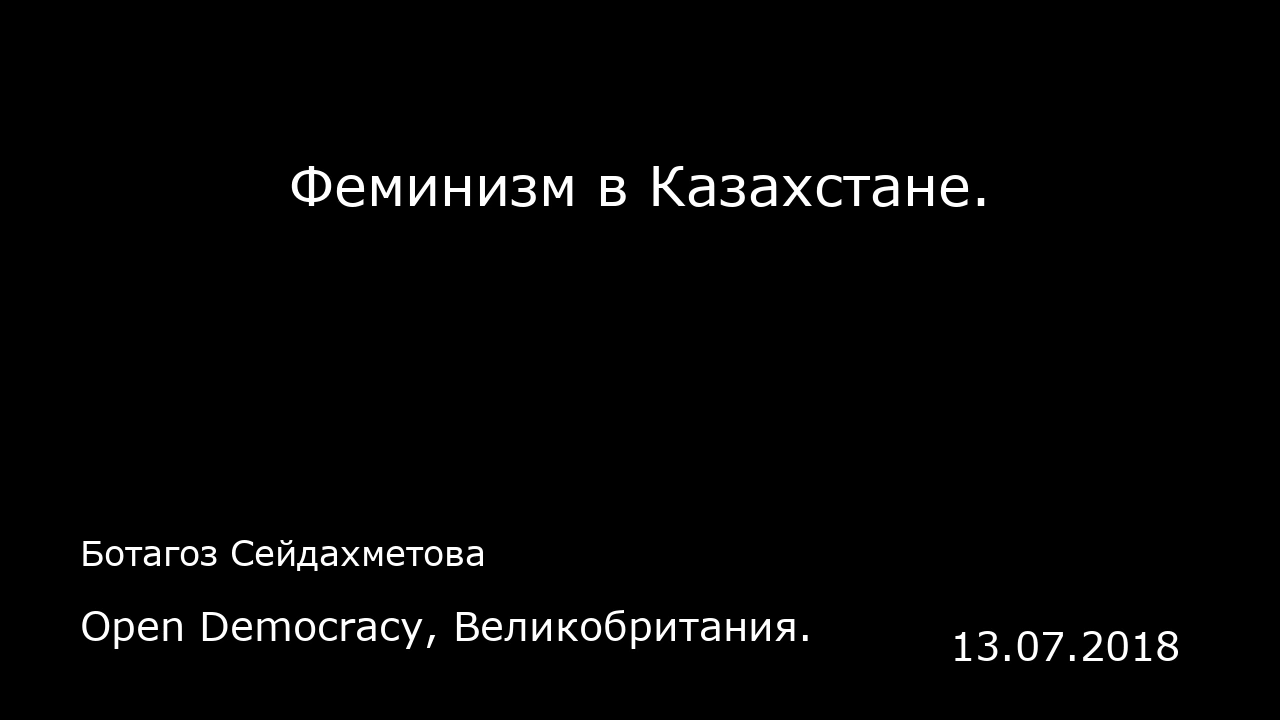 Феминизм в Казахстане.
Ботагоз Сейдахметова
Open Democracy, Великобритания.
13.07.2018